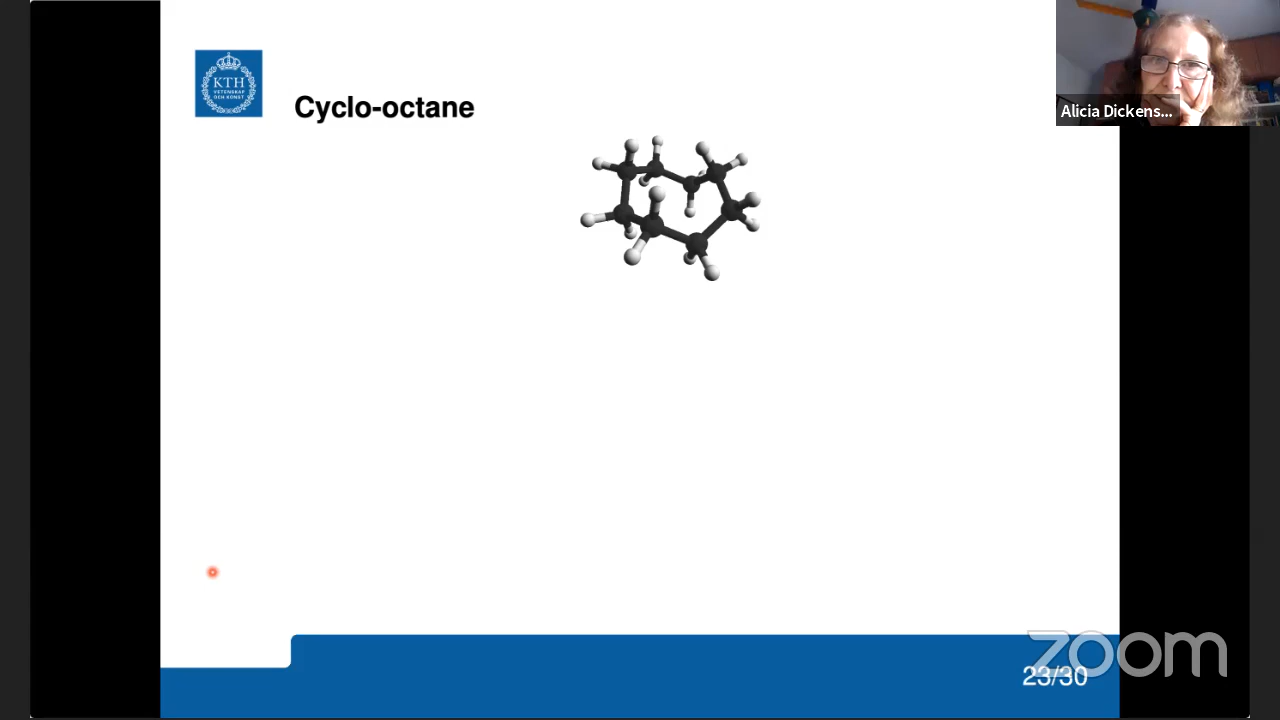 KTH
VETENSKAP
OCH KONST
Cyclo-octane
Alicia Dickens...
23/30
zoom